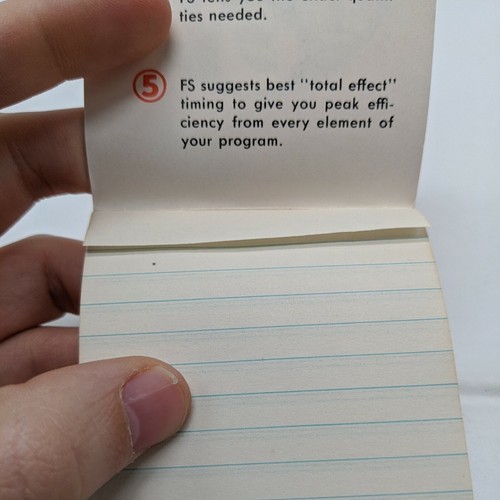 ties needed.
5 FS suggests best "total effect"
timing to give you peak effi-
ciency from every element of
your program.